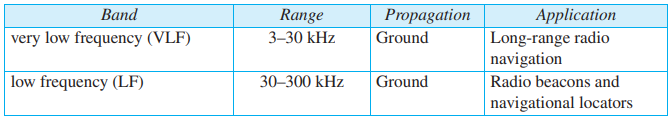 Band Range Propagation Application
very low frequency (VLF) 3–30 kHz Ground Long-range radio
navigation
low frequency (LF) 30–300 kHz Ground Radio beacons and
navigational locators